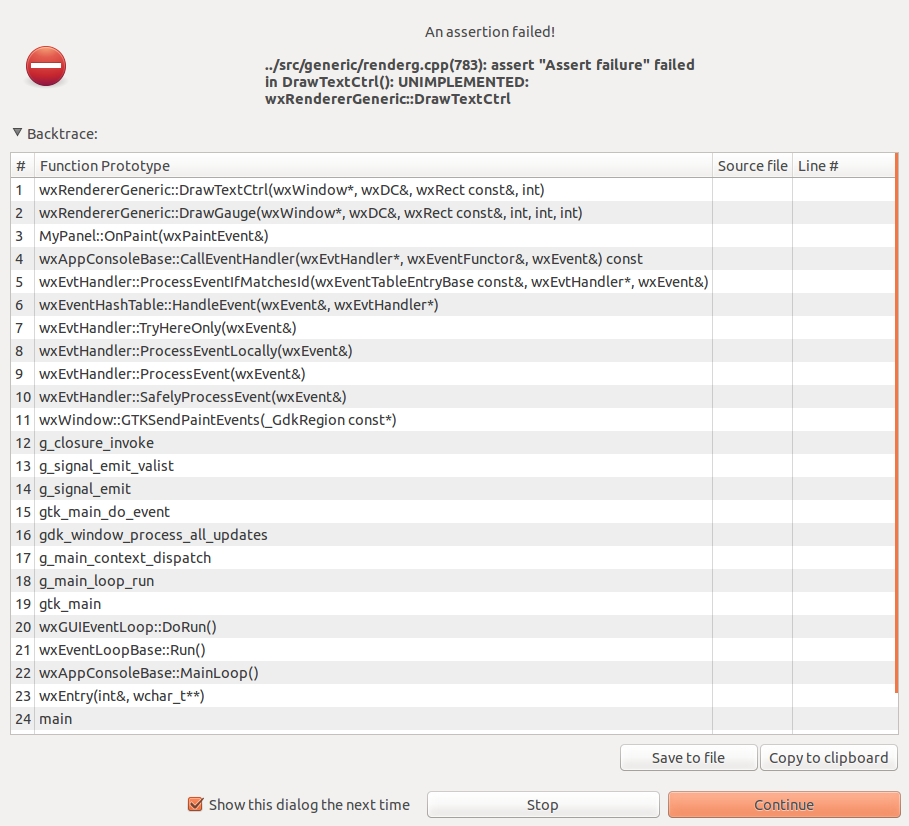 An assertion failed!
../src/generic/renderg.cpp(783): assert "Assert failure" failed
in DrawTextCtrl(): UNIMPLEMENTED:
wxRendererGeneric::DrawTextCtrl
Backtrace:
# Function Prototype Source file Line #
1 wxRendererGeneric::DrawTextCtrl(wxWindow*, wxDC&, wxRect const&, int)
2 wxRendererGeneric::DrawGauge(wxWindow*, wxDC&, wxRect const&, int, int, int)
3 MyPanel::OnPaint(wxPaintEvent&)
4 wxAppConsoleBase::CallEventHandler(wxEvtHandler*, wxEventFunctor&, wxEvent&) const
5 wxEvtHandler::ProcessEventIfMatchesId(wxEventTableEntryBase const&, wxEvtHandler*, wxEvent&)
6 wxEventHashTable::HandleEvent(wxEvent&, wxEvtHandler*)
7 wxEvtHandler::TryHereOnly(wxEvent&)
8 wxEvtHandler::ProcessEventLocally(wxEvent&)
9 wxEvtHandler::ProcessEvent(wxEvent&)
10 wxEvtHandler::SafelyProcessEvent(wxEvent&)
11 wxWindow::GTKSendPaintEvents(_GdkRegion const*)
12 g_closure_invoke
13 g_signal_emit_valist
14 g_signal_emit
15 gtk_main_do_event
16 gdk_window_process_all_updates
17 g_main_context_dispatch
18 g_main_loop_run
19 gtk_main
20 wxGUIEventLoop::DoRun()
21 wxEventLoopBase::Run()
22 wxAppConsoleBase::MainLoop()
23 wxEntry(int&, wchar_t**)
24 main
Save to file Copy to clipboard
Show this dialog the next time Stop Continue